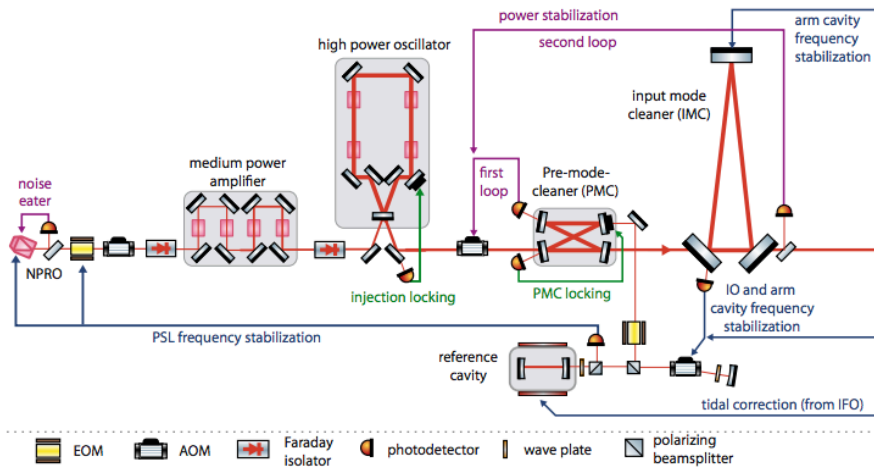 power stabilization
second loop
arm cavity
frequency
stabilization
high power oscillator
input mode
cleaner (IMC)
medium power
amplifier
first
loop
Pre-mode-
cleaner (PMC)
noise
eater
NPRO
injection locking
PMC locking
IO and arm
cavity frequency
stabilization
PSL frequency stabilization
reference
cavity
tidal correction (from IFO)
EOM
AOM
Faraday
isolator
photodetector
wave plate
polarizing
beamsplitter